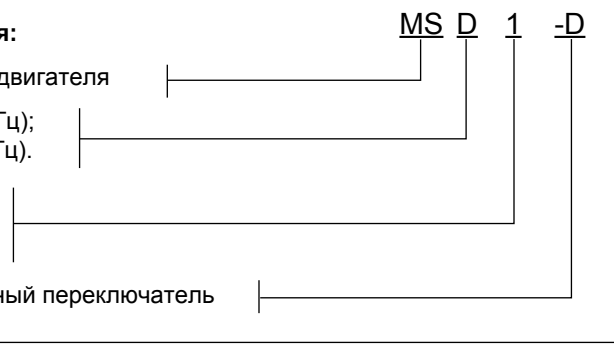 MS D 1 -D
я:
двигателя
Гц);
Гц).
ный переключатель